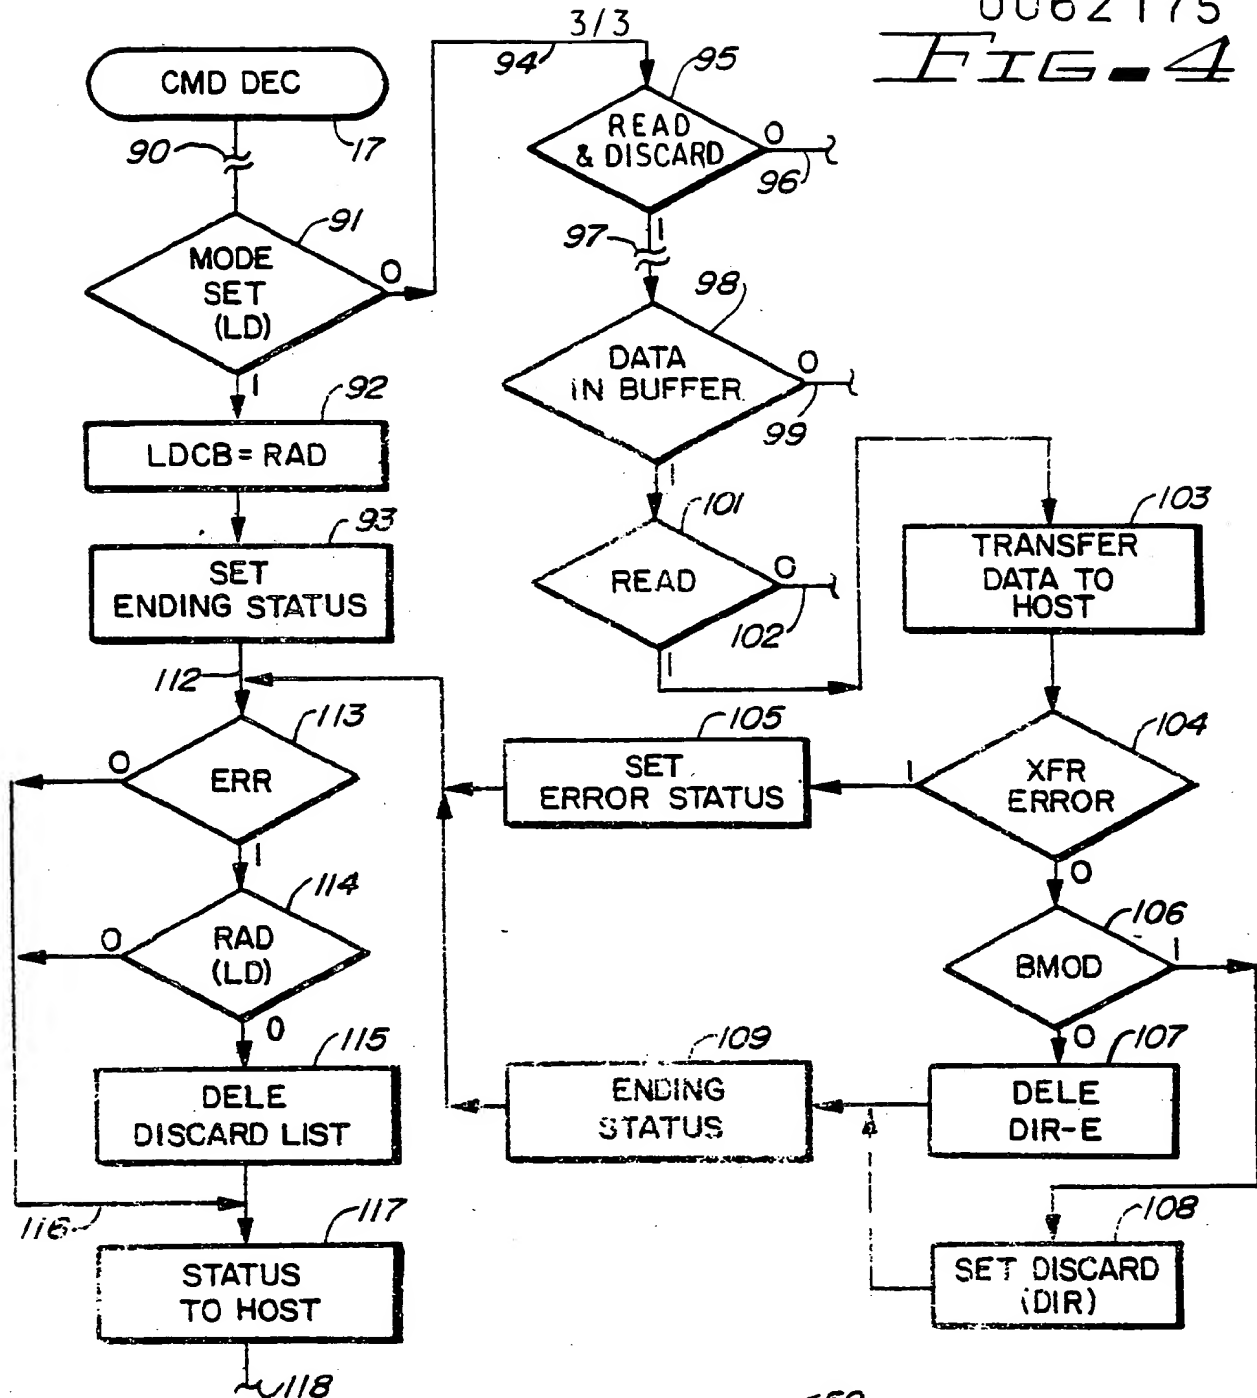 3/3
0062175
FIG-4
CMD DEC
17
90
91
MODE
SET
(LD)
0
1
92
LDCB=RAD
93
SET
ENDING STATUS
112
113
ERR
0
1
114
RAD
(LD)
0
0
115
DELE
DISCARD LIST
116
117
STATUS
TO HOST
118
94
95
READ
& DISCARD
0
96
97
1
98
DATA
IN BUFFER
0
99
1
101
READ
0
102
1
103
TRANSFER
DATA TO
HOST
104
XFR
ERROR
1
0
105
SET
ERROR STATUS
106
BMOD
1
0
107
DELE
DIR-E
108
SET DISCARD
(DIR)
109
ENDING
STATUS